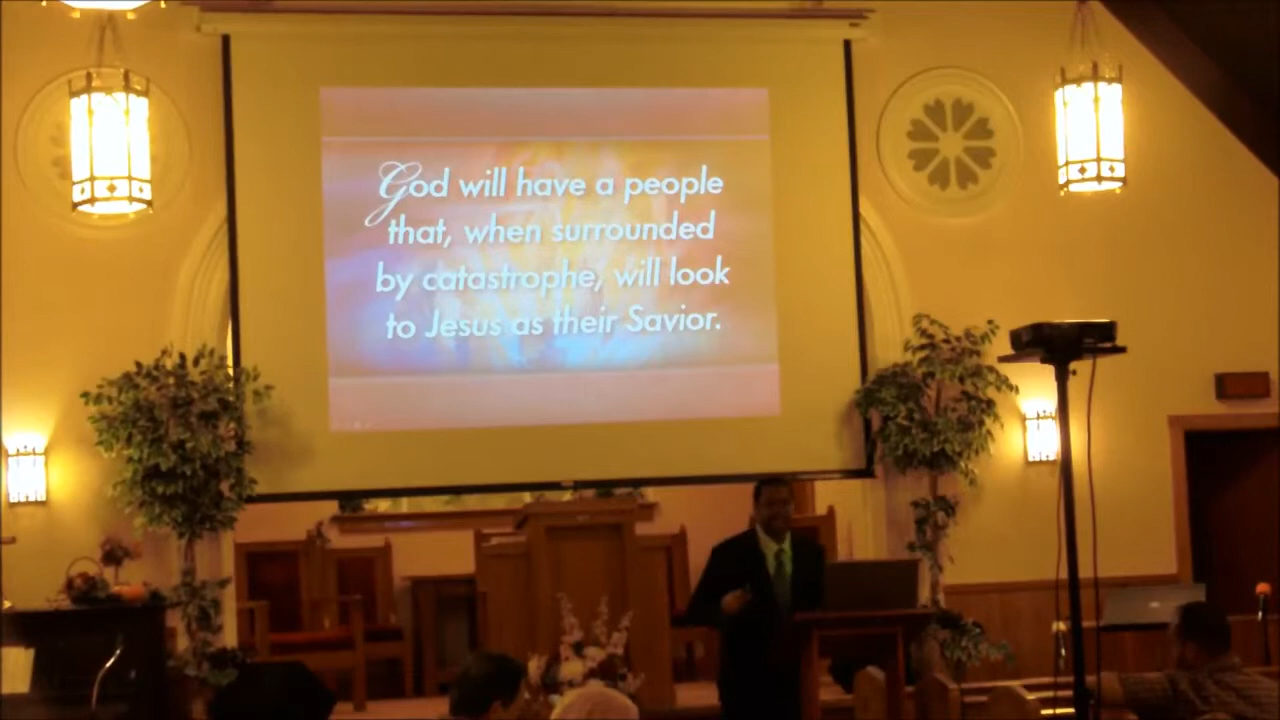 God will have a people
that, when surrounded
by catastrophe, will look
to Jesus as their Savior.